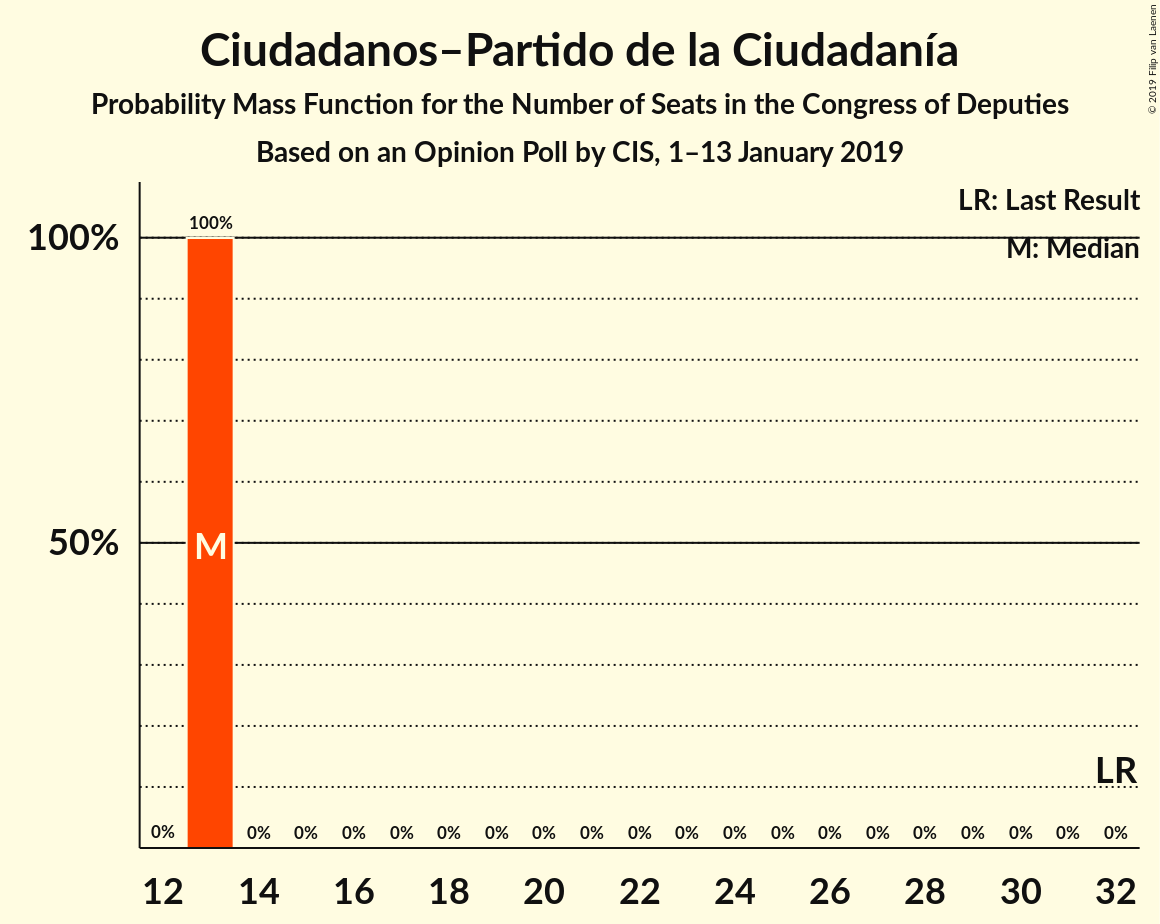 Ciudadanos–Partido de la Ciudadanía
Probability Mass Function for the Number of Seats in the Congress of Deputies
Based on an Opinion Poll by CIS, 1–13 January 2019
© 2019 Filip van Laenen
LR: Last Result
M: Median
100%
100%
50%
M
LR
0% 0% 0% 0% 0% 0% 0% 0% 0% 0% 0% 0% 0% 0% 0% 0% 0% 0% 0% 0%
12 14 16 18 20 22 24 26 28 30 32